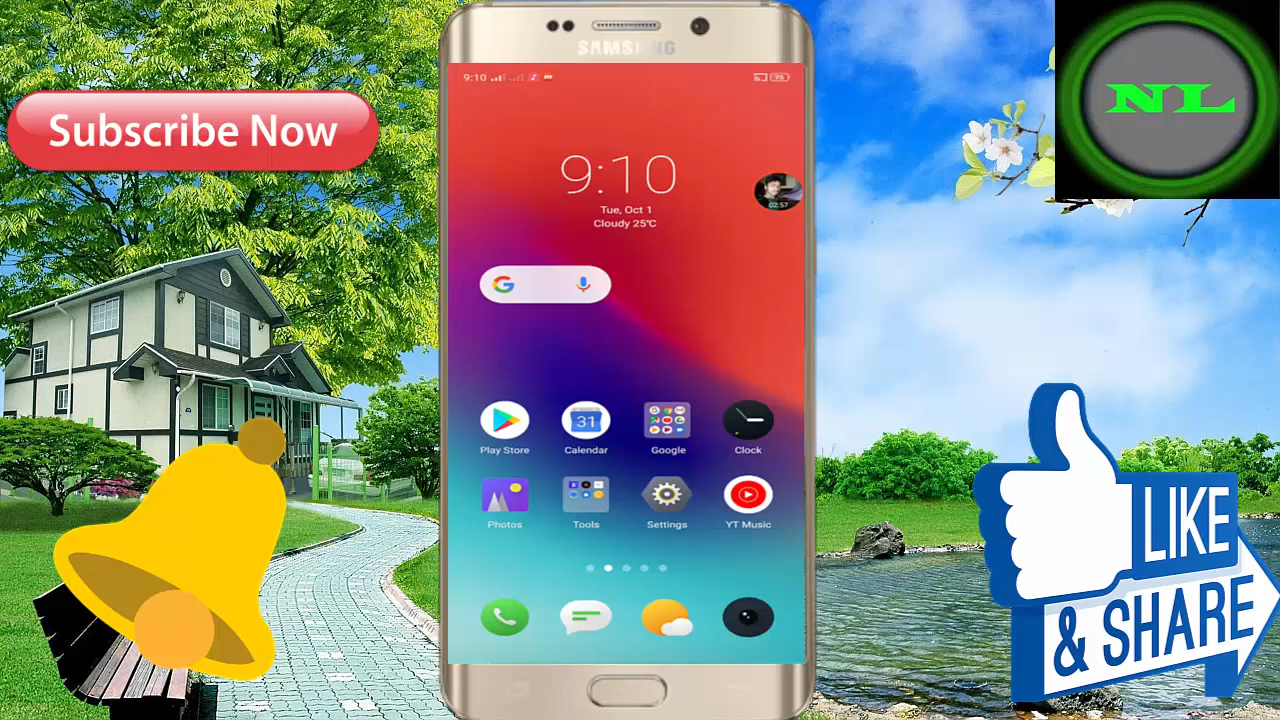 Subscribe Now
NL
SAMSUNG
9:10
35
9:10
Tue, Oct 1
Cloudy 25℃
02:57
G
31
Play Store
Calendar
Google
Clock
Photos
Tools
Settings
YT Music
LIKE
& SHARE